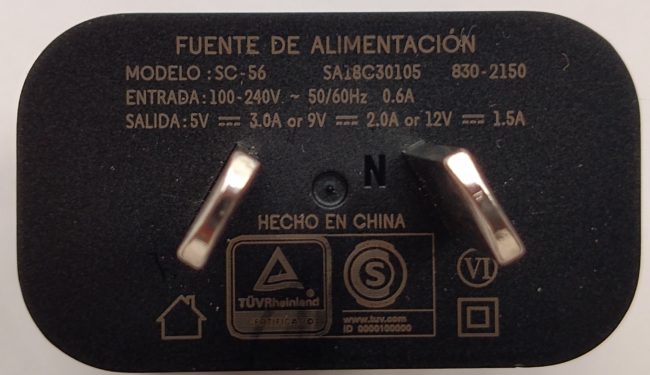 FUENTE DE ALIMENTACIÓN
MODELO : SC-56 SA18C30105 830-2150
ENTRADA:100-240V ~ 50/60Hz 0.6A
SALIDA:5V ⎓ 3.0A or 9V ⎓ 2.0A or 12V ⎓ 1.5A
N
HECHO EN CHINA
TÜVRheinland®
CERTIFICADO
S
www.tuv.com
ID 0000100000
VI